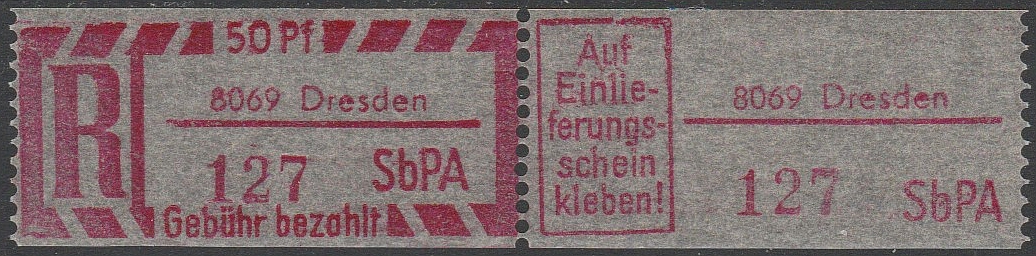 50 Pf
R
8069 Dresden
127 SbPA
Gebühr bezahlt
Auf
Einlie-
ferungs-
schein
kleben!
8069 Dresden
127 SbPA